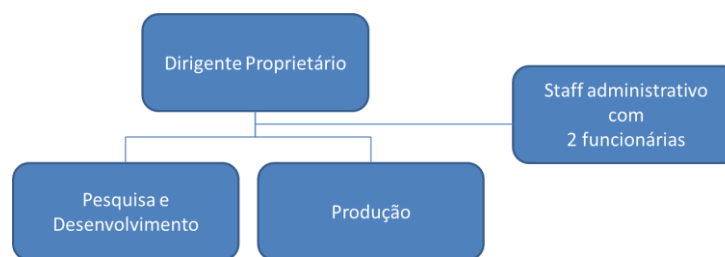 Dirigente Proprietário
Staff administrativo
com
2 funcionárias
Pesquisa e
Desenvolvimento
Produção